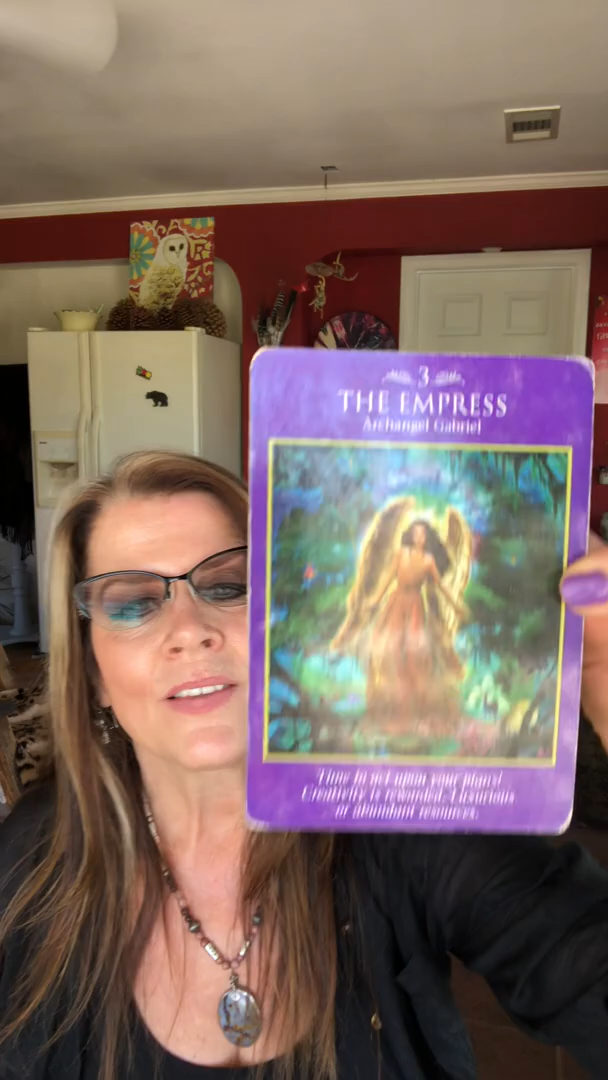 3
THE EMPRESS
Archangel Gabriel
Time to act upon your plans!
Creativity is rewarded. Luxurious
or abundant resources.